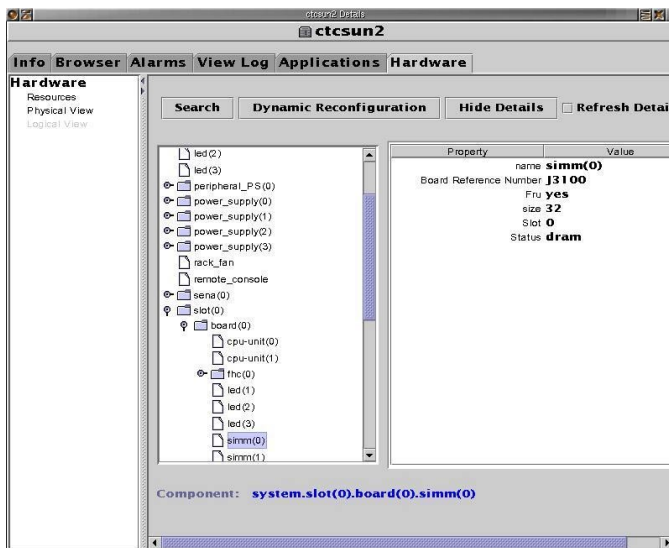 ctcsun2 Details
ctcsun2
Info Browser Alarms View Log Applications Hardware
Hardware
Resources
Physical View
Logical View
Search Dynamic Reconfiguration Hide Details Refresh Detai
led(2)
led(3)
peripheral_PS(0)
power_supply(0)
power_supply(1)
power_supply(2)
power_supply(3)
rack_fan
remote_console
sena(0)
slot(0)
board(0)
cpu-unit(0)
cpu-unit(1)
fhc(0)
led(1)
led(2)
led(3)
simm(0)
simm(1)
Property Value
name simm(0)
Board Reference Number J3100
Fru yes
size 32
Slot 0
Status dram
Component: system.slot(0).board(0).simm(0)